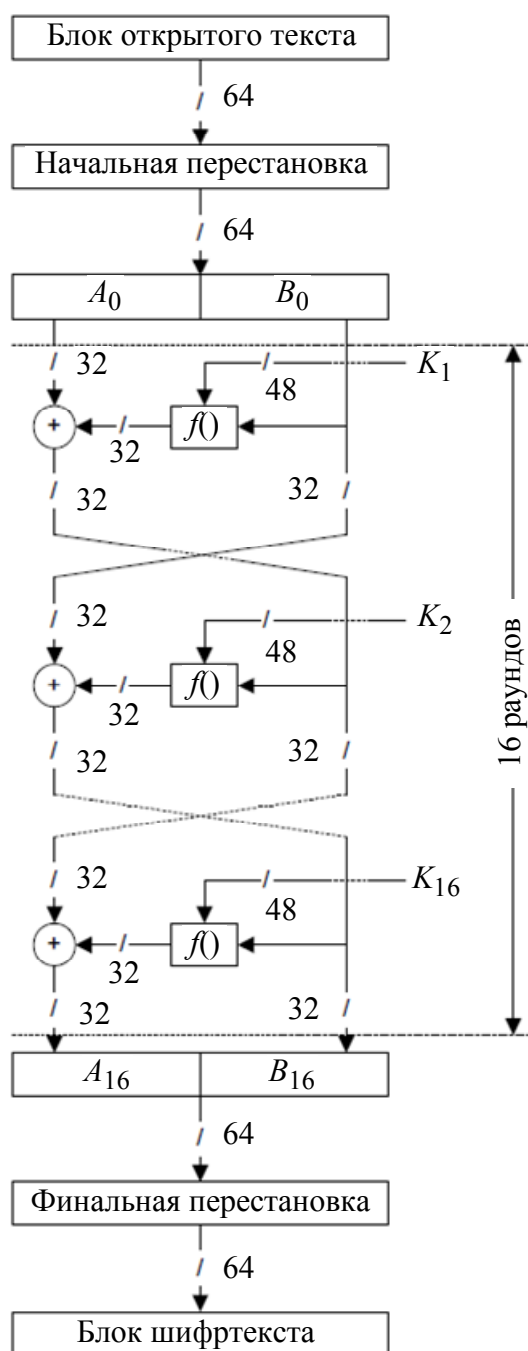 Блок открытого текста
64
Начальная перестановка
64
A0 B0
32
K1
48
f()
+
32
32
32
32
K2
48
f()
+
32
32
32
32
K16
48
f()
+
32
32
32
16 раундов
A16 B16
64
Финальная перестановка
64
Блок шифртекста